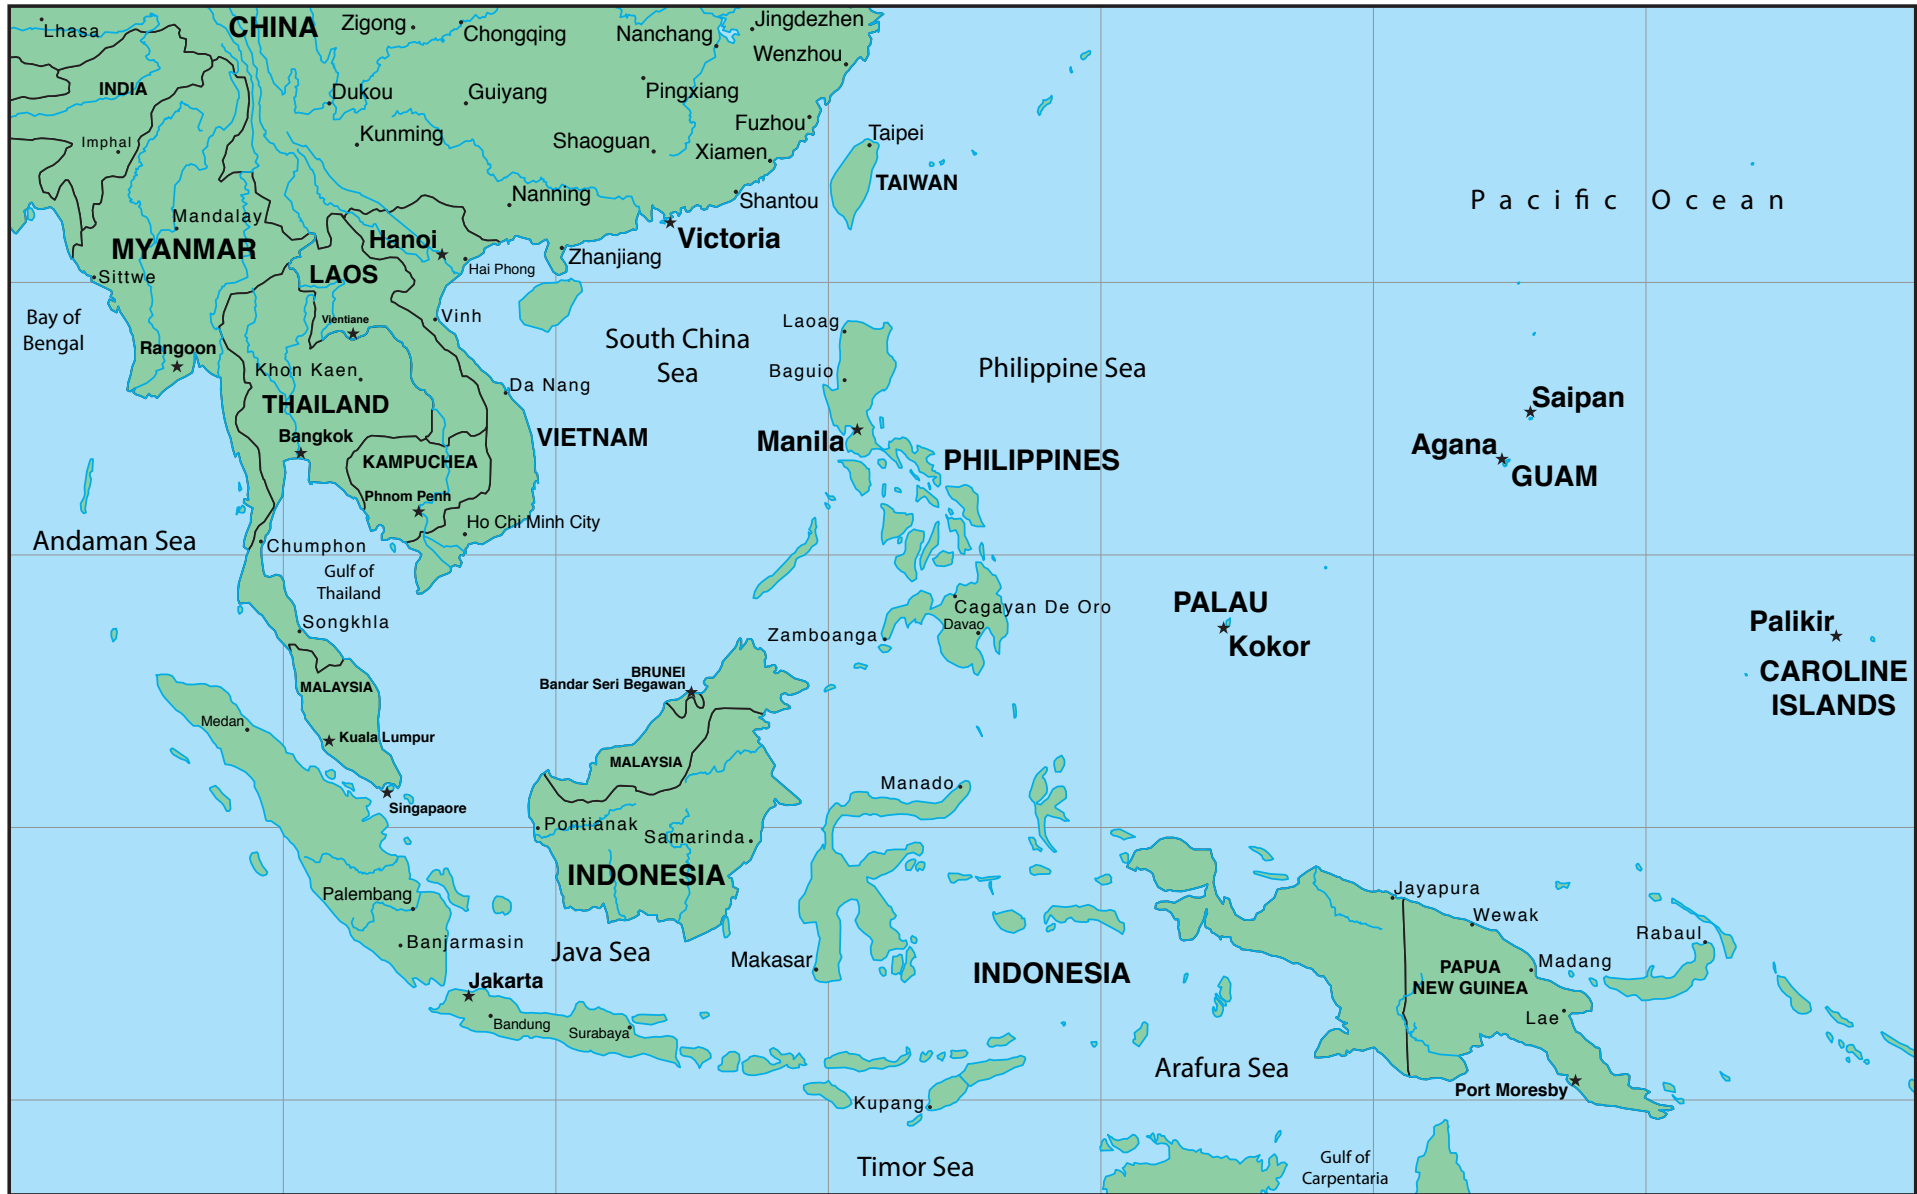 Lhasa
CHINA
Zigong
Chongqing
Nanchang
Jingdezhen
Wenzhou
INDIA
Dukou
Guiyang
Pingxiang
Fuzhou
Imphal
Kunming
Shaoguan
Xiamen
Taipei
TAIWAN
Nanning
Shantou
Pacific Ocean
Mandalay
MYANMAR
Hanoi
Victoria
Hai Phong
Zhanjiang
LAOS
Sittwe
Bay of
Bengal
Vientiane
Vinh
South China
Sea
Laoag
Rangoon
Khon Kaen
Baguio
Philippine Sea
Da Nang
THAILAND
Saipan
Bangkok
VIETNAM
Manila
Agana
GUAM
KAMPUCHEA
PHILIPPINES
Phnom Penh
Ho Chi Minh City
Andaman Sea
Chumphon
Gulf of
Thailand
PALAU
Kokor
Cagayan De Oro
Davao
Songkhla
Zamboanga
Palikir
CAROLINE
ISLANDS
BRUNEI
Bandar Seri Begawan
MALAYSIA
Medan
Kuala Lumpur
MALAYSIA
Manado
Singapaore
Pontianak
Samarinda
INDONESIA
Palembang
Jayapura
Wewak
Rabaul
Banjarmasin
Java Sea
Makasar
INDONESIA
PAPUA
NEW GUINEA
Madang
Jakarta
Lae
Bandung
Surabaya
Arafura Sea
Port Moresby
Kupang
Timor Sea
Gulf of
Carpentaria